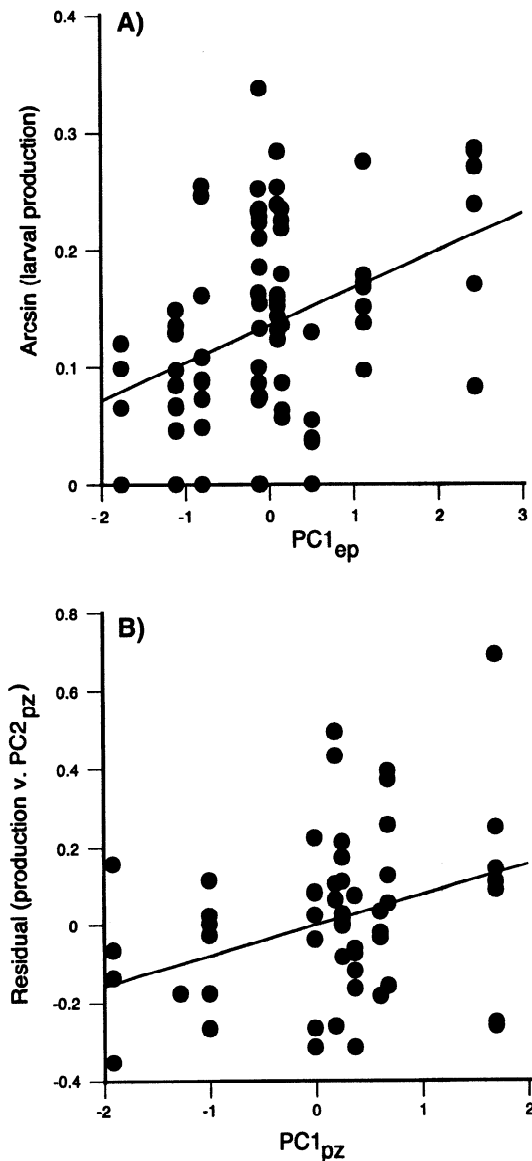 A)
0.4
0.3
0.2
0.1
0
Arcsin (larval production)
-2 -1 0 1 2 3
PC1ep
B)
0.8
0.6
0.4
0.2
0
-0.2
-0.4
Residual (production v. PC2pz)
-2 -1 0 1 2
PC1pz